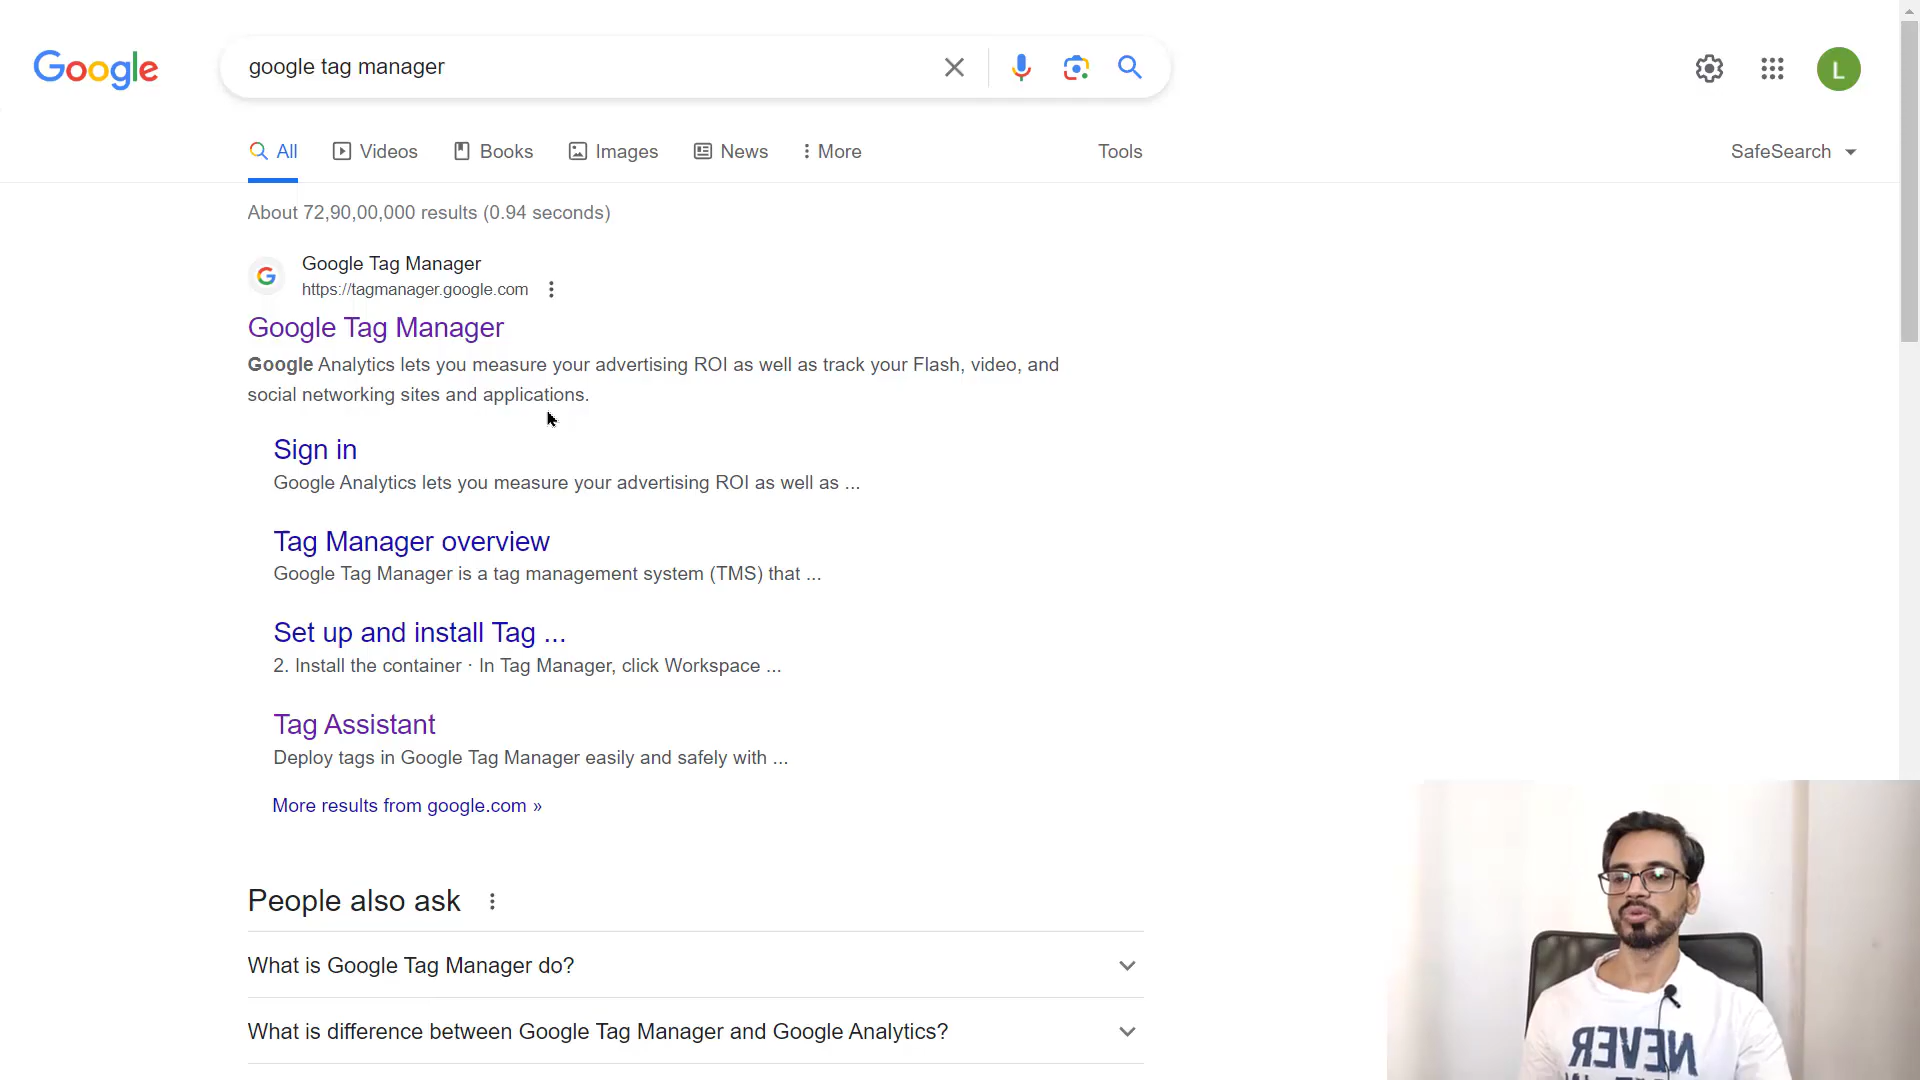 Google
google tag manager
L
All
Videos
Books
Images
News
More
Tools
SafeSearch
About 72,90,00,000 results (0.94 seconds)
G
Google Tag Manager
https://tagmanager.google.com
Google Tag Manager
Google Analytics lets you measure your advertising ROI as well as track your Flash, video, and
social networking sites and applications.
Sign in
Google Analytics lets you measure your advertising ROI as well as ...
Tag Manager overview
Google Tag Manager is a tag management system (TMS) that ...
Set up and install Tag ...
2. Install the container · In Tag Manager, click Workspace ...
Tag Assistant
Deploy tags in Google Tag Manager easily and safely with ...
More results from google.com »
People also ask
What is Google Tag Manager do?
What is difference between Google Tag Manager and Google Analytics?
NEVER